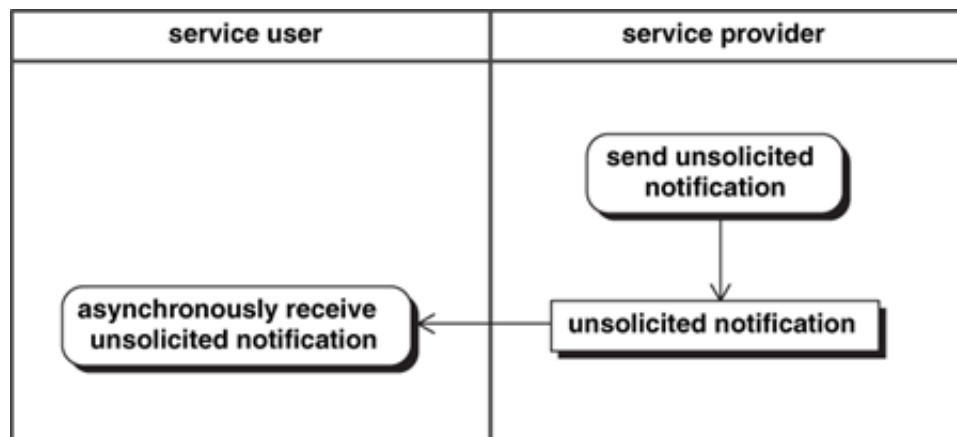 service user
service provider
send unsolicited
notification
asynchronously receive
unsolicited notification
unsolicited notification